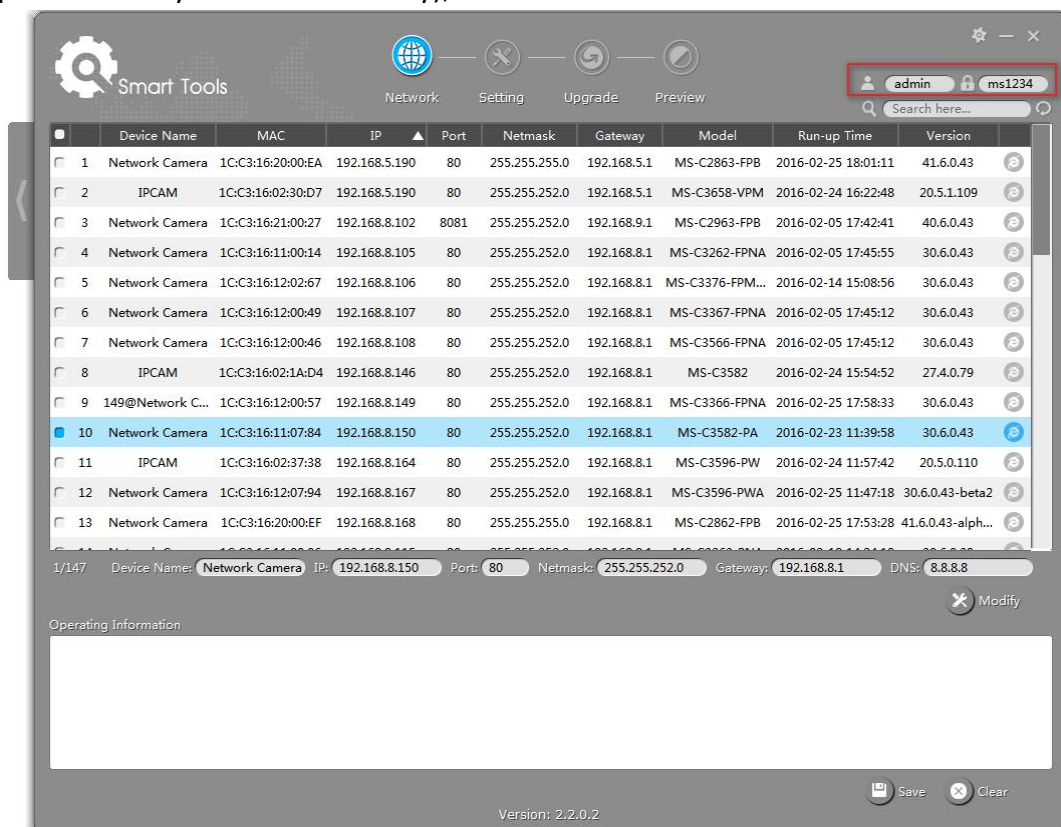 Smart Tools
Network Setting Upgrade Preview
admin ms1234
Search here...
Device Name MAC IP Port Netmask Gateway Model Run-up Time Version
1 Network Camera 1C:C3:16:20:00:EA 192.168.5.190 80 255.255.255.0 192.168.5.1 MS-C2863-FPB 2016-02-25 18:01:11 41.6.0.43
2 IPCAM 1C:C3:16:02:30:D7 192.168.5.190 80 255.255.255.0 192.168.5.1 MS-C3658-VPM 2016-02-24 16:22:48 20.5.1.109
3 Network Camera 1C:C3:16:21:00:27 192.168.8.102 8081 255.255.255.0 192.168.9.1 MS-C2963-FPB 2016-02-05 17:42:41 40.6.0.43
4 Network Camera 1C:C3:16:11:00:14 192.168.8.105 80 255.255.252.0 192.168.8.1 MS-C3262-FPNA 2016-02-05 17:45:55 30.6.0.43
5 Network Camera 1C:C3:16:12:02:67 192.168.8.106 80 255.255.252.0 192.168.8.1 MS-C3376-FPM... 2016-02-14 15:08:56 30.6.0.43
6 Network Camera 1C:C3:16:12:00:49 192.168.8.107 80 255.255.252.0 192.168.8.1 MS-C3367-FPNA 2016-02-05 17:45:12 30.6.0.43
7 Network Camera 1C:C3:16:12:00:46 192.168.8.108 80 255.255.252.0 192.168.8.1 MS-C3566-FPNA 2016-02-05 17:45:12 30.6.0.43
8 IPCAM 1C:C3:16:02:1A:D4 192.168.8.146 80 255.255.252.0 192.168.8.1 MS-C3582 2016-02-24 15:54:52 27.4.0.79
9 149@Network C... 1C:C3:16:12:00:57 192.168.8.149 80 255.255.252.0 192.168.8.1 MS-C3366-FPNA 2016-02-25 17:58:33 30.6.0.43
10 Network Camera 1C:C3:16:11:07:84 192.168.8.150 80 255.255.252.0 192.168.8.1 MS-C3582-PA 2016-02-23 11:39:58 30.6.0.43
11 IPCAM 1C:C3:16:02:37:38 192.168.8.164 80 255.255.252.0 192.168.8.1 MS-C3596-PW 2016-02-24 11:57:42 20.5.0.110
12 Network Camera 1C:C3:16:12:07:94 192.168.8.167 80 255.255.252.0 192.168.8.1 MS-C3596-PWA 2016-02-25 11:47:18 30.6.0.43-beta2
13 Network Camera 1C:C3:16:20:00:EF 192.168.8.168 80 255.255.255.0 192.168.8.1 MS-C2862-FPB 2016-02-25 17:53:28 41.6.0.43-alph...
1/147 Device Name: Network Camera IP: 192.168.8.150 Port: 80 Netmask: 255.255.252.0 Gateway: 192.168.8.1 DNS: 8.8.8.8
Modify
Operating Information
Save Clear
Version: 2.2.0.2